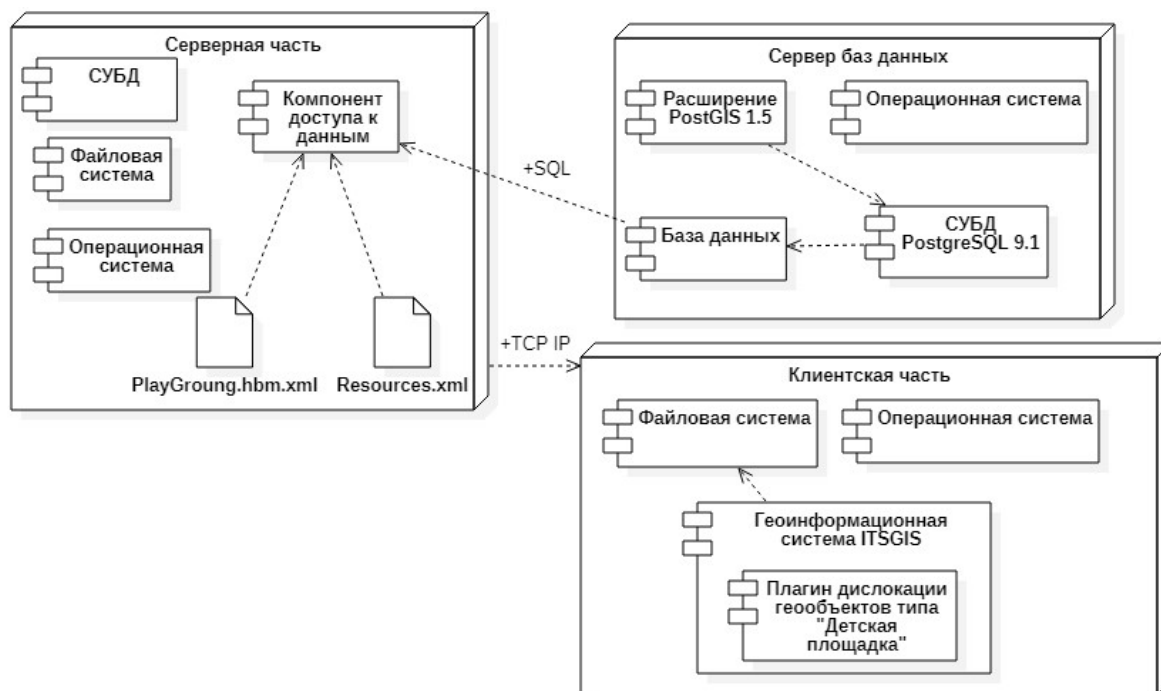 Серверная часть
СУБД
Компонент
доступа к
данным
Файловая
система
Операционная
система
PlayGroung.hbm.xml
Resources.xml
+SQL
+TCP IP
Сервер баз данных
Расширение
PostGIS 1.5
Операционная система
База данных
СУБД
PostgreSQL 9.1
Клиентская часть
Файловая система
Операционная система
Геоинформационная
система ITSGIS
Плагин дислокации
геообъектов типа
"Детская
площадка"